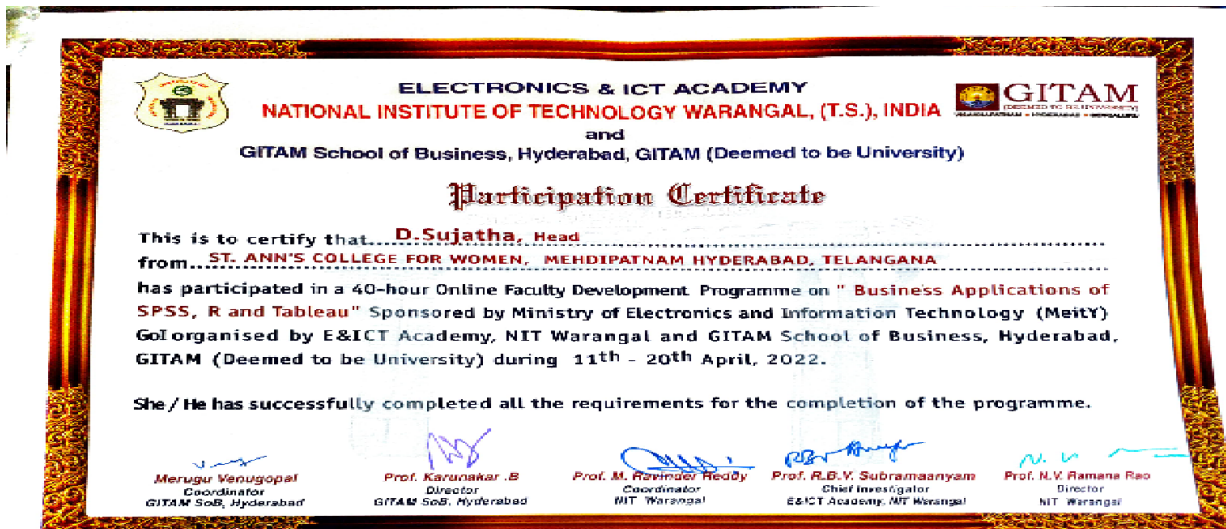 ELECTRONICS & ICT ACADEMY
NATIONAL INSTITUTE OF TECHNOLOGY WARANGAL, (T.S.), INDIA
GITAM
(DEEMED TO BE UNIVERSITY)
VISAKHAPATNAM • HYDERABAD • BENGALURU
and
GITAM School of Business, Hyderabad, GITAM (Deemed to be University)
Participation Certificate
This is to certify that....D.Sujatha, Head
from....ST. ANN'S COLLEGE FOR WOMEN, MEHDIPATNAM HYDERABAD, TELANGANA
has participated in a 40-hour Online Faculty Development Programme on " Business Applications of
SPSS, R and Tableau" Sponsored by Ministry of Electronics and Information Technology (MeitY)
GoI organised by E&ICT Academy, NIT Warangal and GITAM School of Business, Hyderabad,
GITAM (Deemed to be University) during 11th - 20th April, 2022.
She / He has successfully completed all the requirements for the completion of the programme.
Merugu Venugopal
Coordinator
GITAM SoB, Hyderabad
Prof. Karunakar .B
Director
GITAM SoB, Hyderabad
Prof. M. Ravinder Reddy
Coordinator
NIT Warangal
Prof. R.B.V. Subramaanyam
Chief Investigator
E&ICT Academy, NIT Warangal
Prof. N.V. Ramana Rao
Director
NIT Warangal